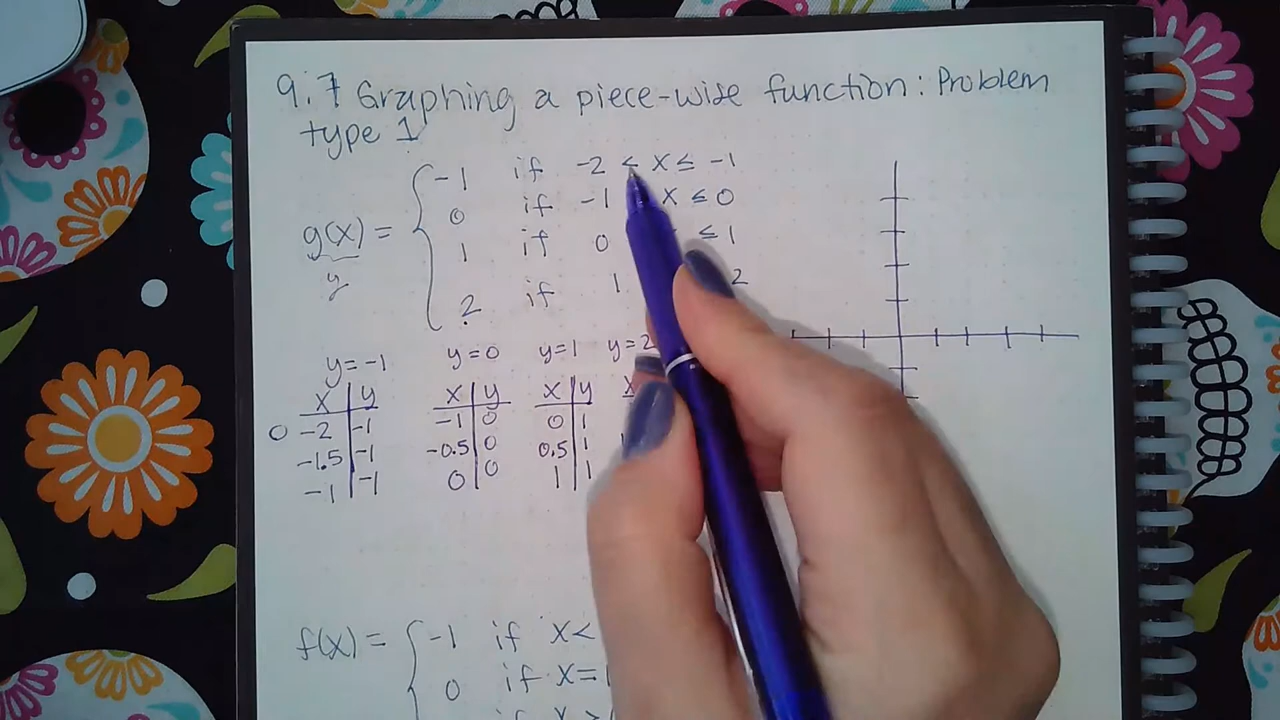 9.7 Graphing a piece-wise function: Problem
type 1
-1 if -2 ≤ x ≤ -1
0 if -1 x ≤ 0
g(x) = 1 if 0 ≤ 1
y 2 if 1 2
y=-1 y=0 y=1 y=2
x y x y x y x
0 -2 -1 -1 0 0 1
-1.5 -1 -0.5 0 0.5 1
-1 -1 0 0 1 1
f(x) = -1 if x<
0 if x=
if x>